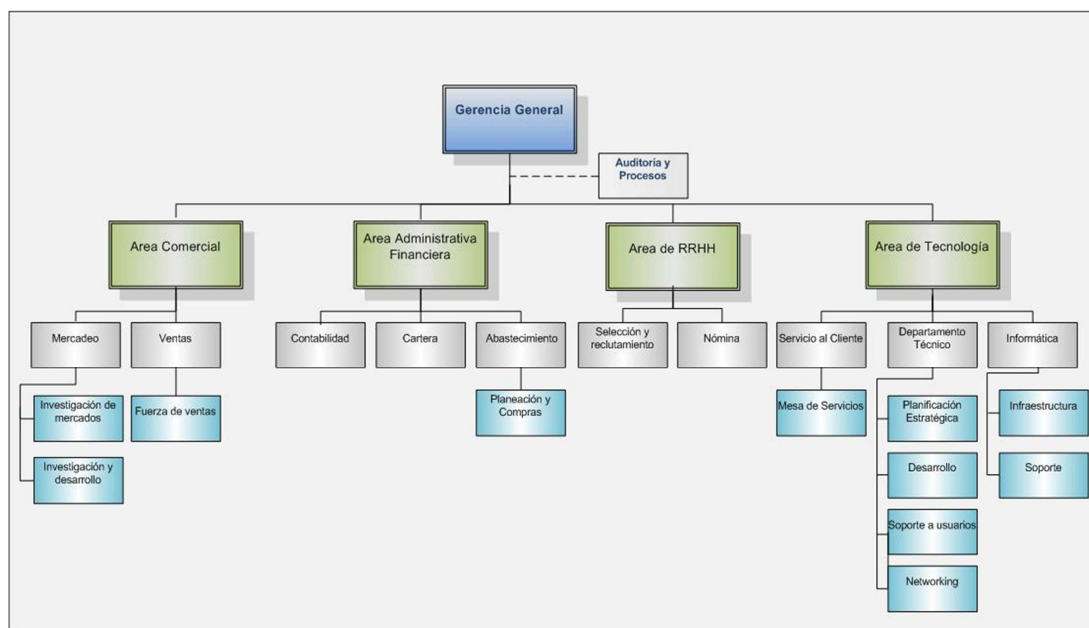 Gerencia General
Auditoria y
Procesos
Area Comercial
Area Administrativa
Financiera
Area de RRHH
Area de Tecnología
Mercadeo
Ventas
Contabilidad
Cartera
Abastecimiento
Selección y
reclutamiento
Nómina
Servicio al Cliente
Departamento
Técnico
Informática
Investigación de
mercados
Fuerza de ventas
Planeación y
Compras
Mesa de Servicios
Planificación
Estratégica
Infraestructura
Investigación y
desarrollo
Desarrollo
Soporte
Soporte a usuarios
Networking